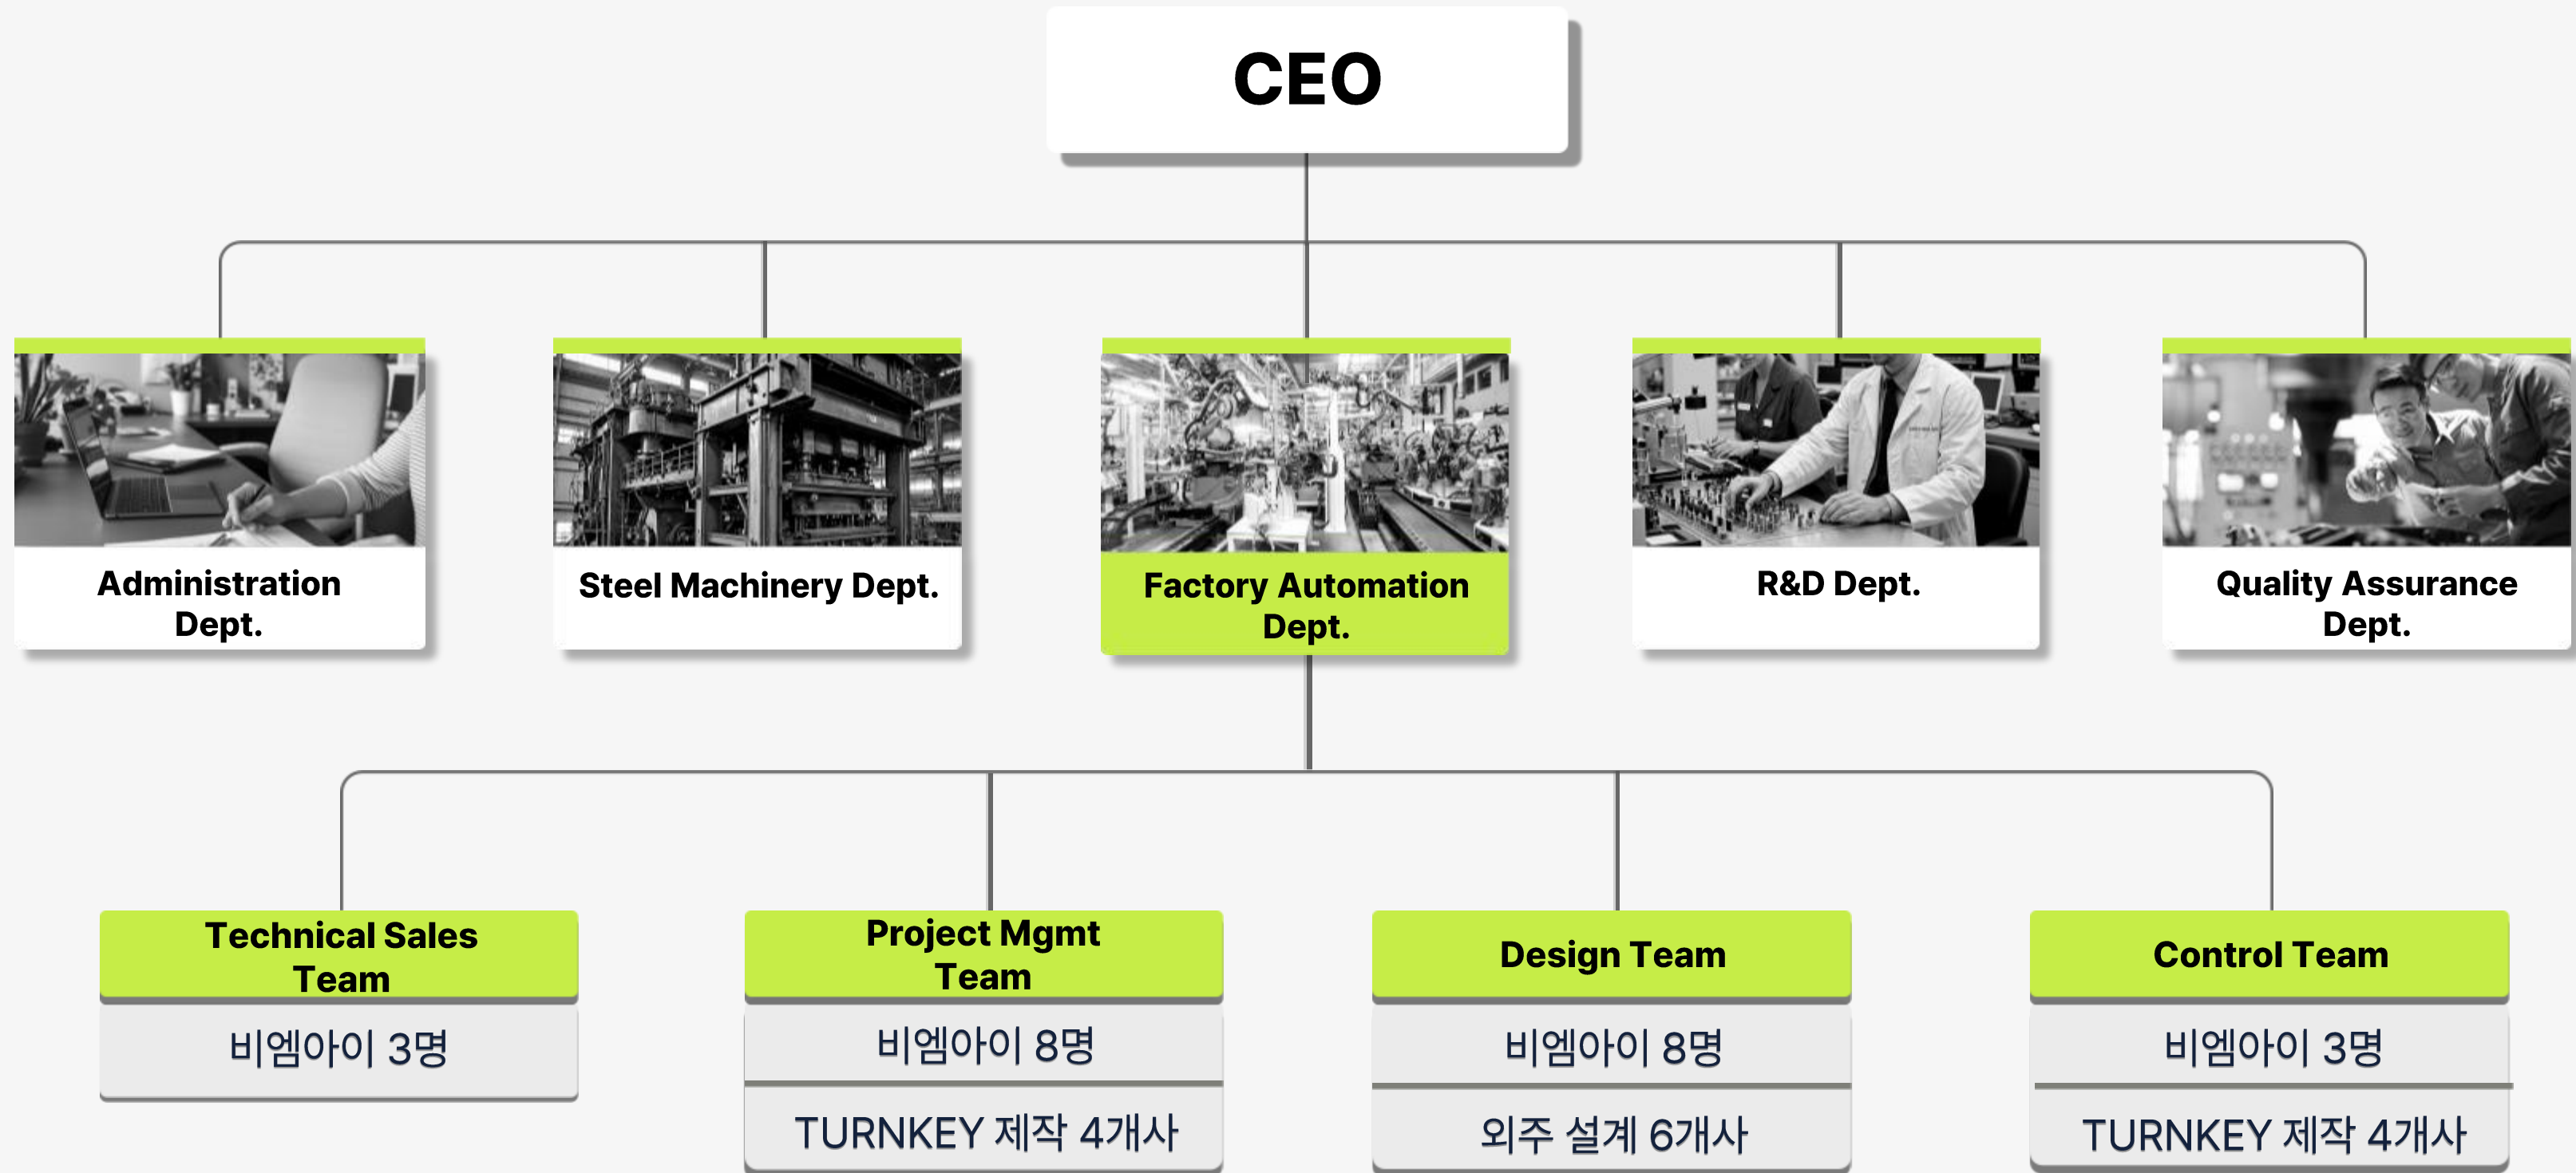 CEO
Administration
Dept.
Steel Machinery Dept.
Factory Automation
Dept.
R&D Dept.
Quality Assurance
Dept.
Technical Sales
Team
비엠아이 3명
Project Mgmt
Team
비엠아이 8명
TURNKEY 제작 4개사
Design Team
비엠아이 8명
외주 설계 6개사
Control Team
비엠아이 3명
TURNKEY 제작 4개사